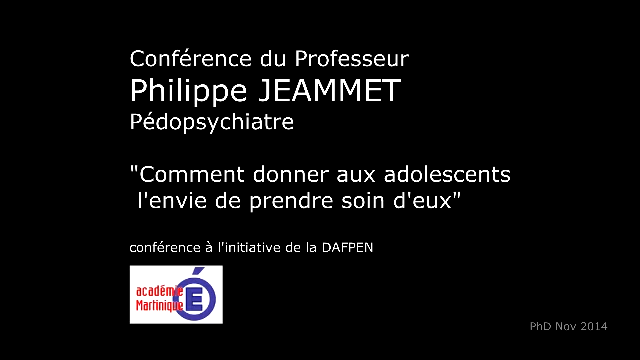 Conférence du Professeur
Philippe JEAMMET
Pédopsychiatre
"Comment donner aux adolescents
l'envie de prendre soin d'eux"
conférence à l'initiative de la DAFPEN
académie
Martinique
É
PhD Nov 2014